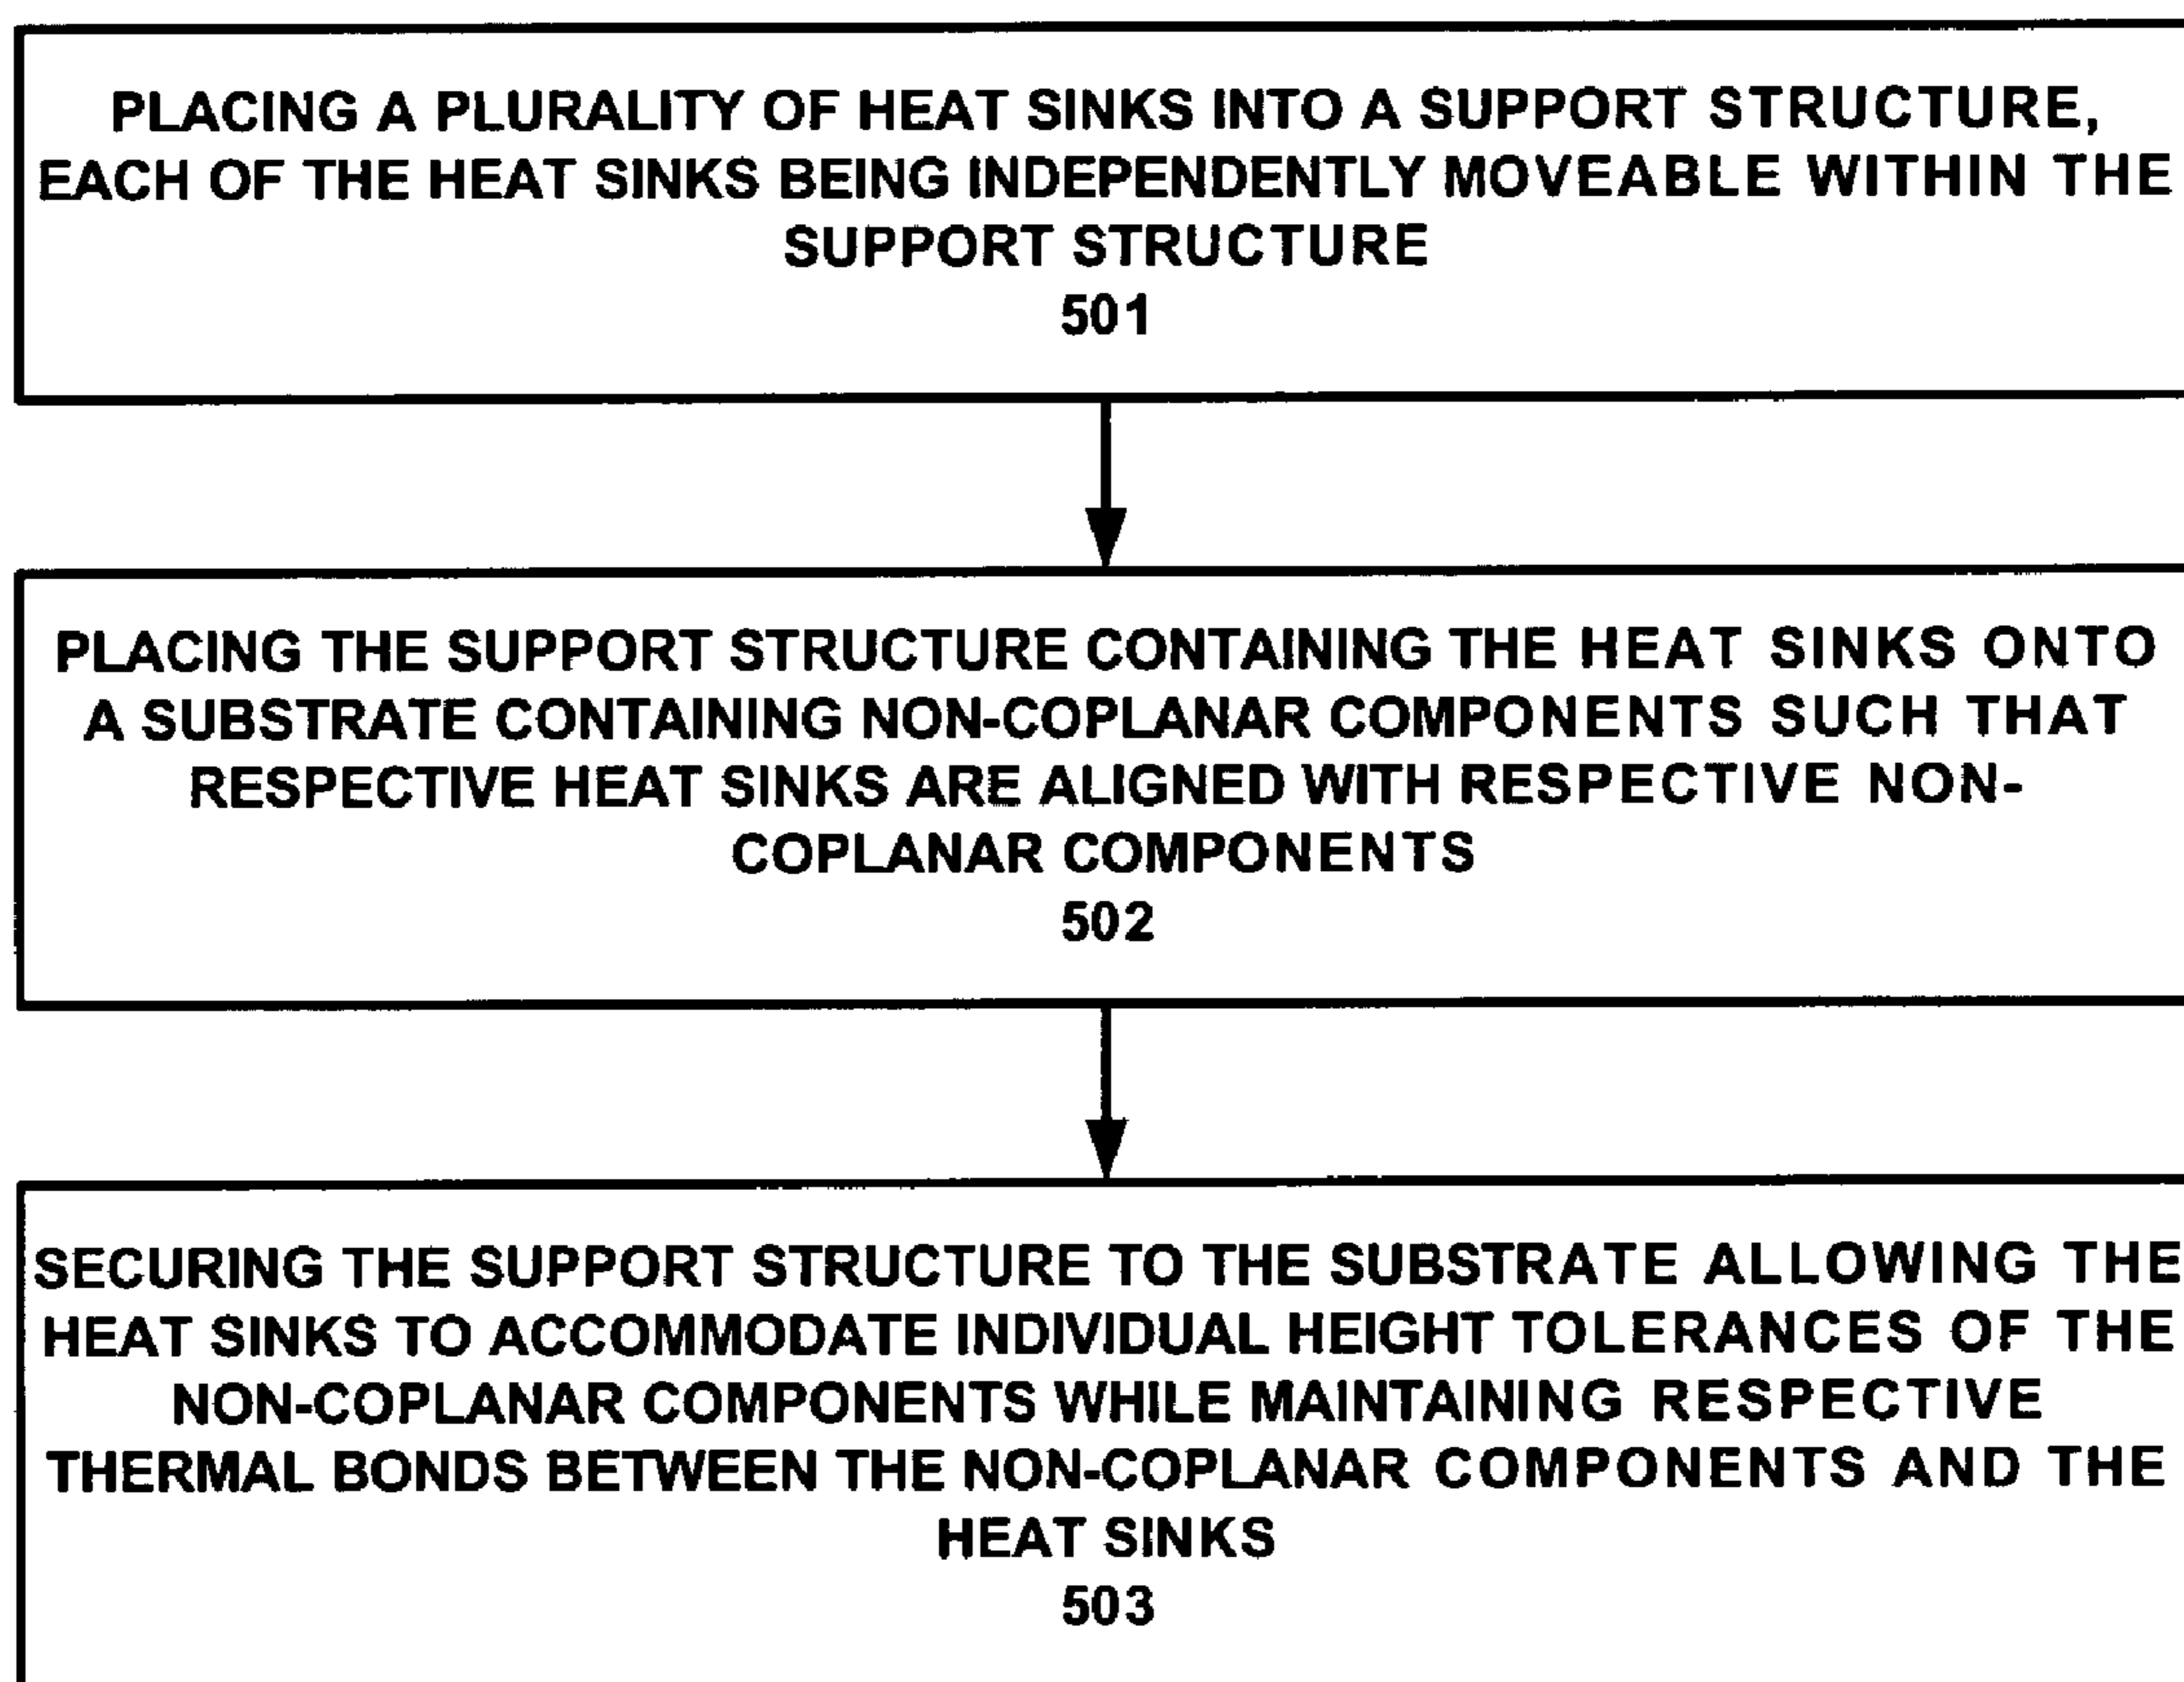 PLACING A PLURALITY OF HEAT SINKS INTO A SUPPORT STRUCTURE,
EACH OF THE HEAT SINKS BEING INDEPENDENTLY MOVEABLE WITHIN THE
SUPPORT STRUCTURE
501
PLACING THE SUPPORT STRUCTURE CONTAINING THE HEAT SINKS ONTO
A SUBSTRATE CONTAINING NON-COPLANAR COMPONENTS SUCH THAT
RESPECTIVE HEAT SINKS ARE ALIGNED WITH RESPECTIVE NON-
COPLANAR COMPONENTS
502
SECURING THE SUPPORT STRUCTURE TO THE SUBSTRATE ALLOWING THE
HEAT SINKS TO ACCOMMODATE INDIVIDUAL HEIGHT TOLERANCES OF THE
NON-COPLANAR COMPONENTS WHILE MAINTAINING RESPECTIVE
THERMAL BONDS BETWEEN THE NON-COPLANAR COMPONENTS AND THE
HEAT SINKS
503